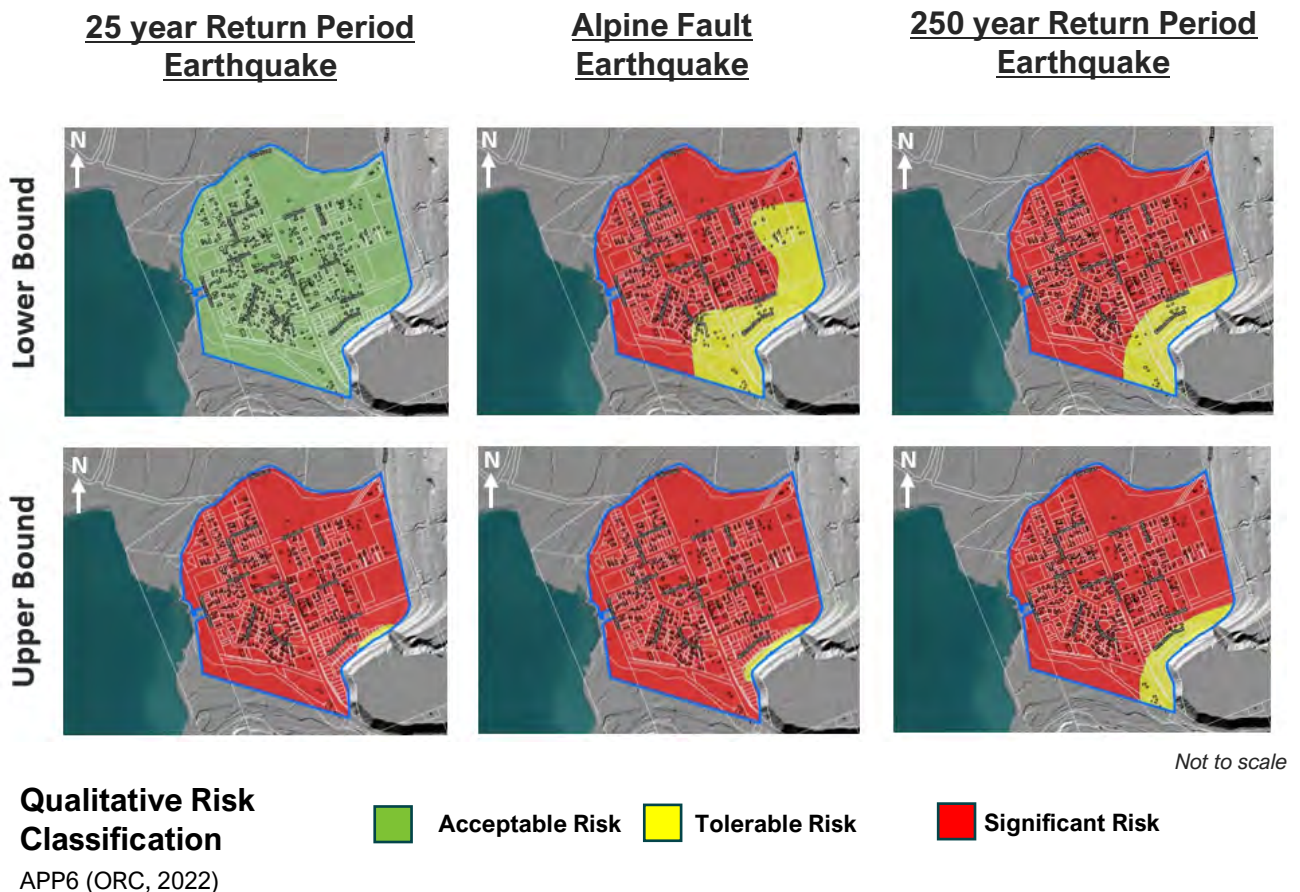 25 year Return Period
Earthquake
Alpine Fault
Earthquake
250 year Return Period
Earthquake
Lower Bound
N
N
N
Upper Bound
N
N
N
Not to scale
Qualitative Risk
Classification
APP6 (ORC, 2022)
Acceptable Risk
Tolerable Risk
Significant Risk